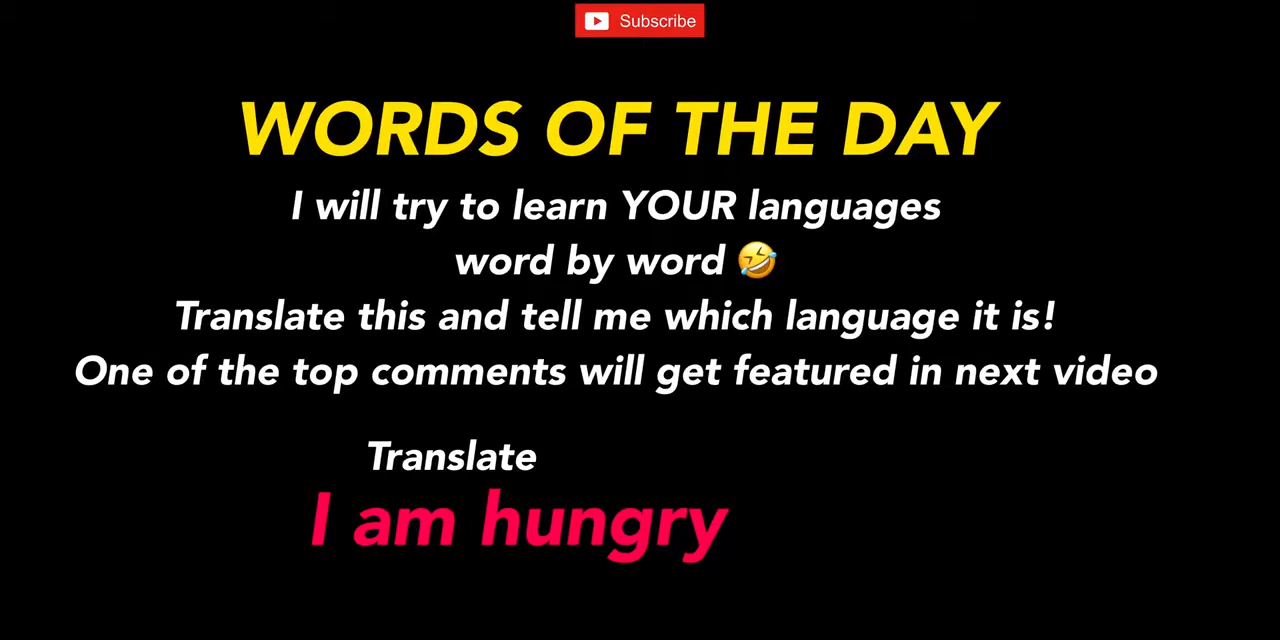 Subscribe
WORDS OF THE DAY
I will try to learn YOUR languages
word by word 🤣
Translate this and tell me which language it is!
One of the top comments will get featured in next video
Translate
I am hungry